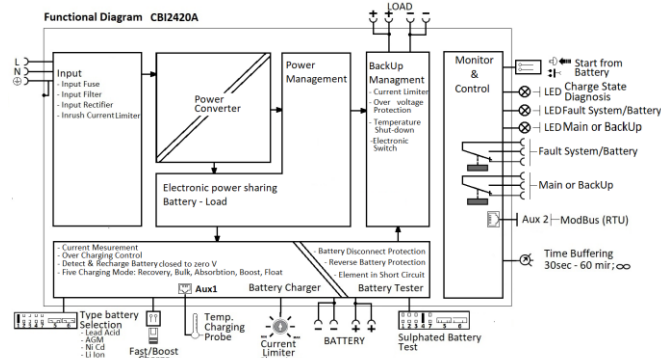 Functional Diagram CBI2420A
LOAD
+ + - -
L
N
Input
- Input Fuse
- Input Filter
- Input Rectifier
- Inrush Current Limiter
Power
Converter
Power
Management
BackUp
Managment
- Current Limiter
- Over voltage
Protection
- Temperature
Shut-down
-Electronic
Switch
Monitor
&
Control
Start from
Battery
LED Charge State
Diagnosis
LED Fault System/Battery
LED Main or BackUp
Fault System/Battery
Main or BackUp
Aux 2 ModBus (RTU)
Time Buffering
30sec - 60 mir; ∞
Electronic power sharing
Battery - Load
- Current Mesurement
- Over Charging Control
- Detect & Recharge Battery closed to zero V
- Five Charging Mode: Recovery, Bulk, Absorbtion, Boost, Float
Aux1
Battery Charger
- Battery Disconnect Protection
- Reverse Battery Protection
- Element in Short Circuit
Battery Tester
Type battery
Selection
- Lead Acid
- AGM
- Ni Cd
- Li Ion
Fast/Boost
Temp.
Charging
Probe
Current
Limiter
- - + +
BATTERY
Sulphated Battery
Test